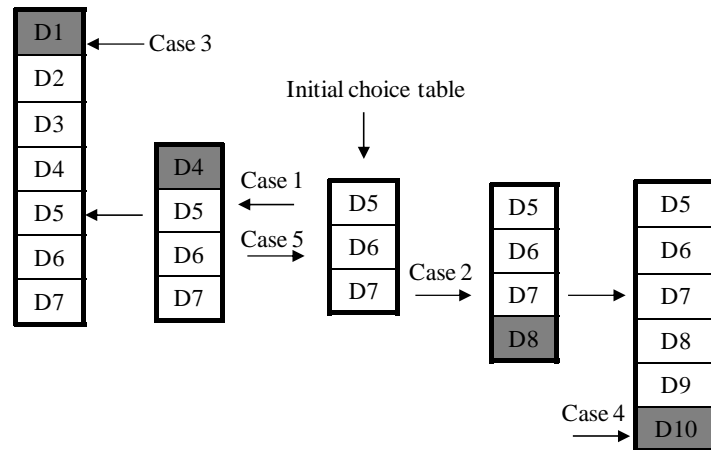 D1
D2
D3
D4
D5
D6
D7
Case 3
D4
D5
D6
D7
Case 1
Case 5
Initial choice table
D5
D6
D7
Case 2
D5
D6
D7
D8
D5
D6
D7
D8
D9
D10
Case 4